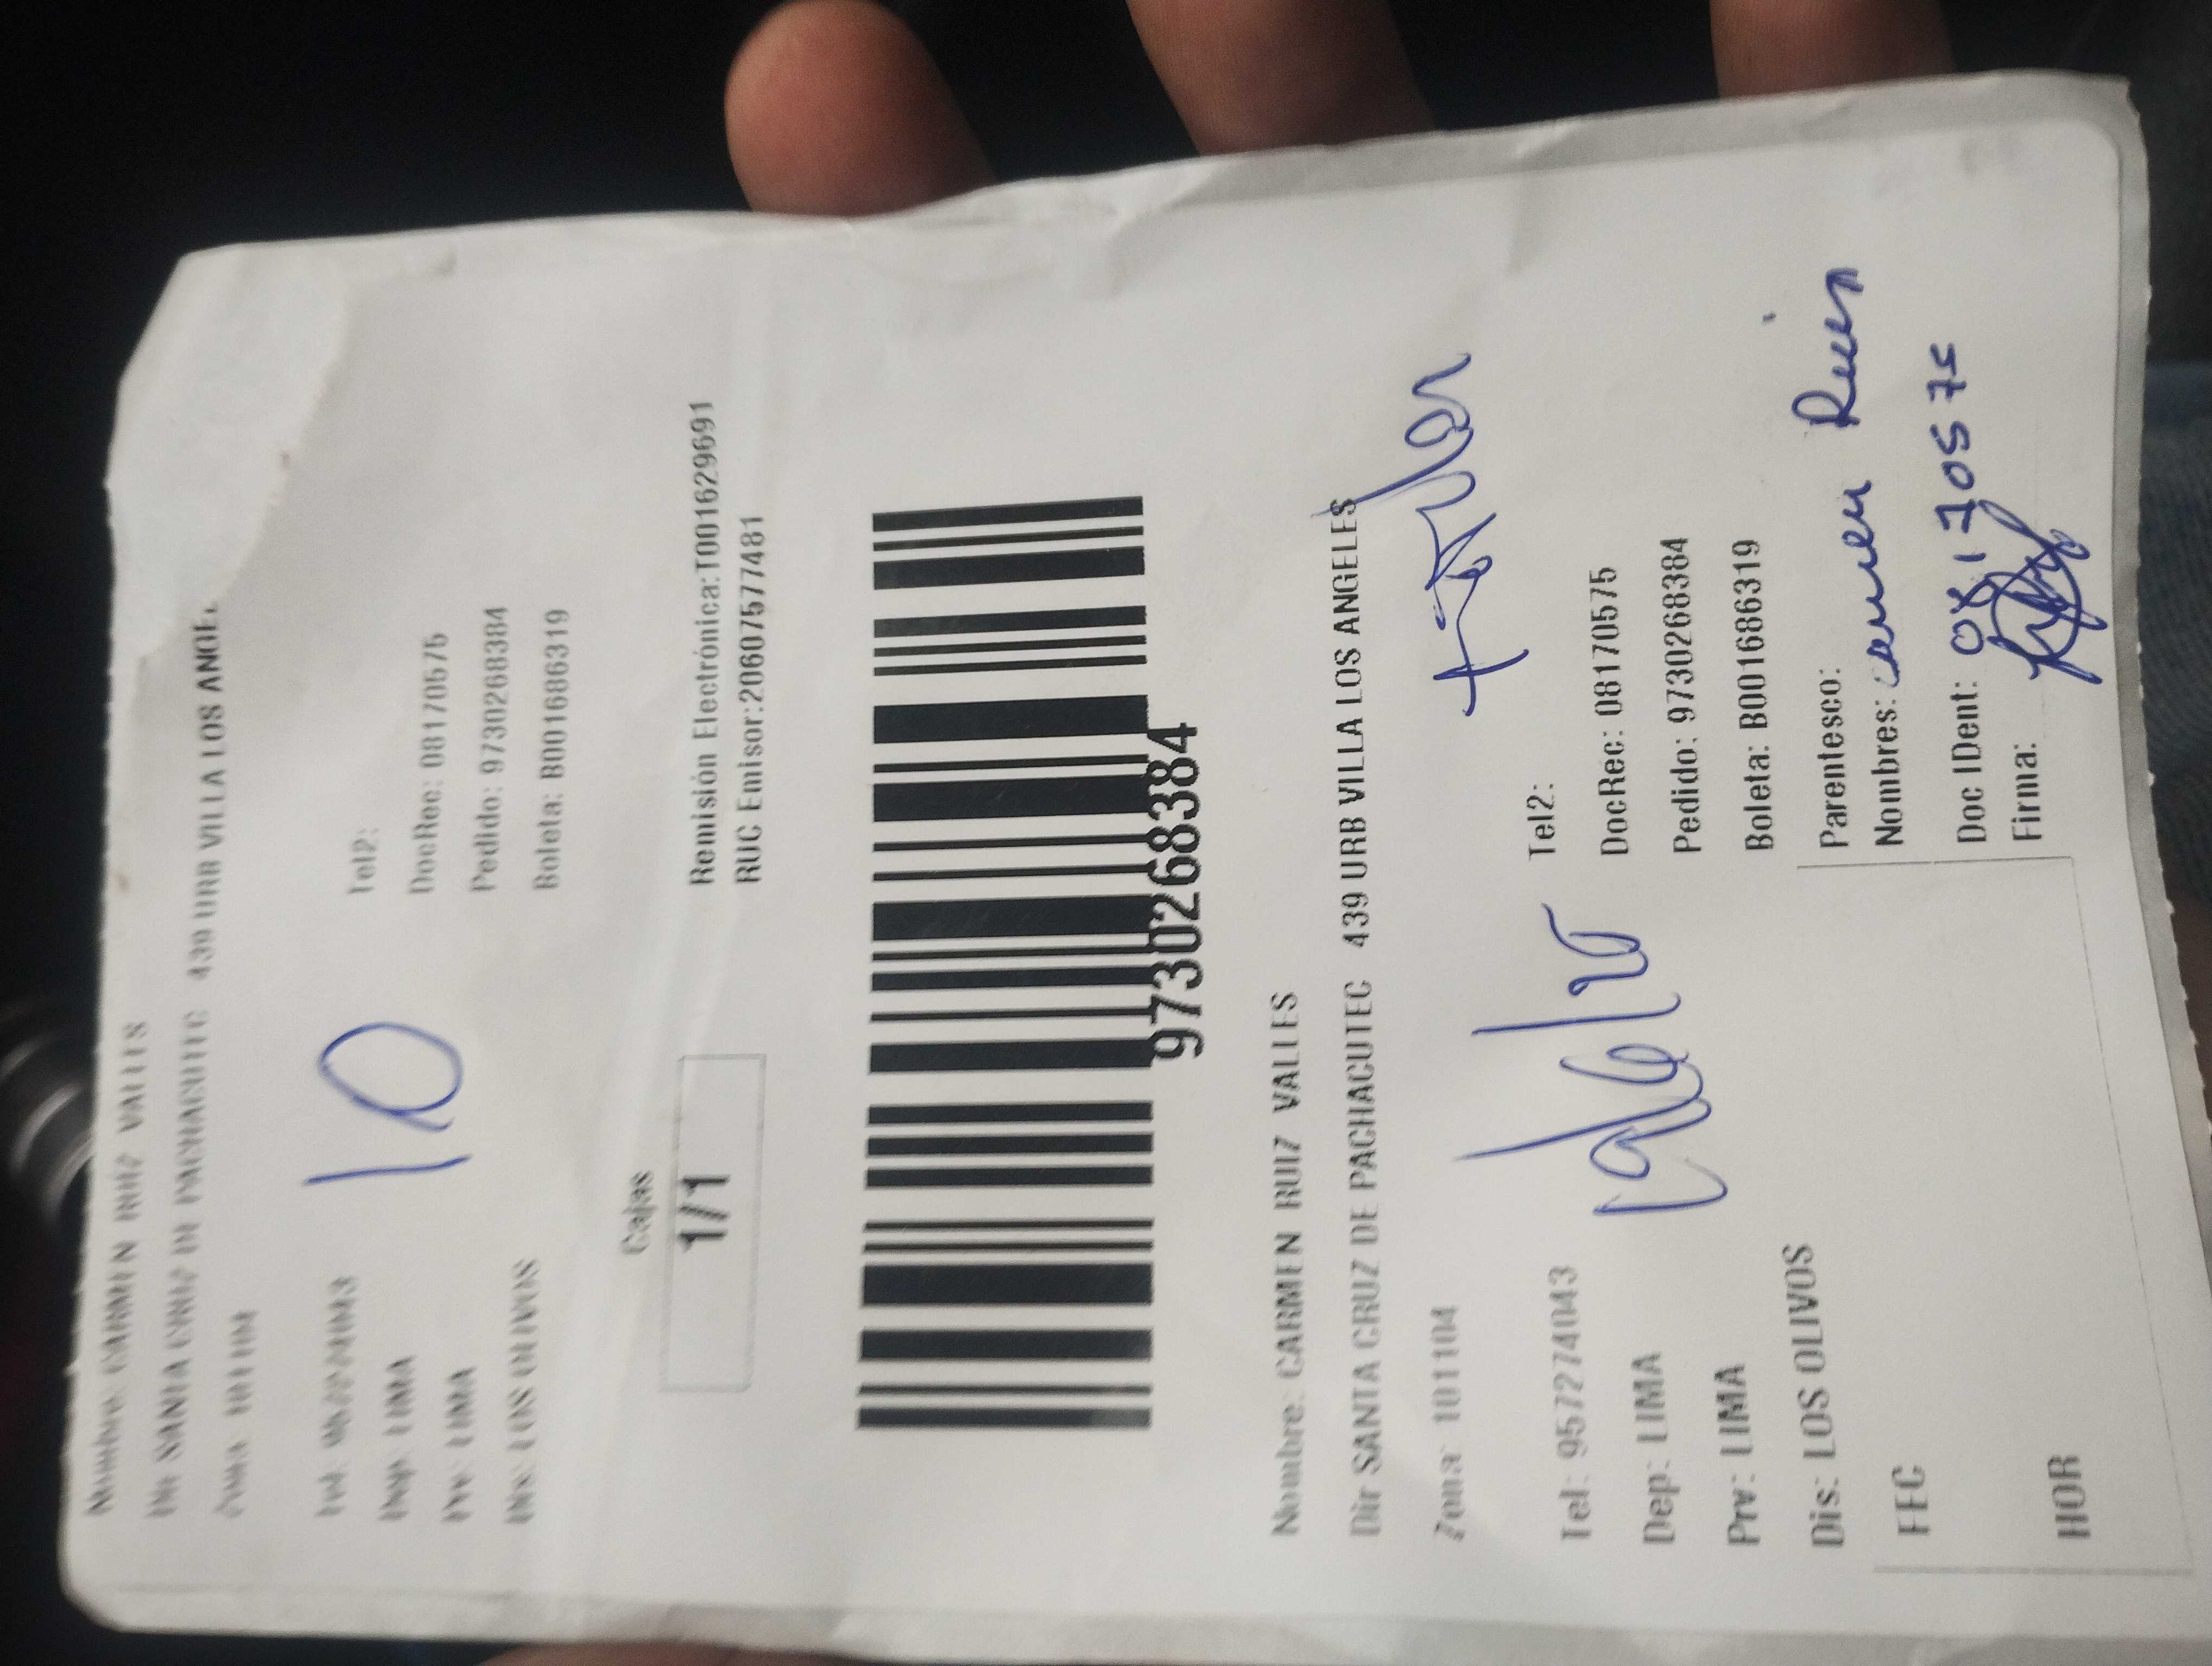 Nombre: CARMEN RUIZ VALLES
Dir SANTA CRUZ DE PACHACUTEC 439 URB VILLA LOS ANGEL
Zona 101104
10
Tel: 957274043 Tel2:
Dep: LIMA DocRec: 08170575
Prv: LIMA Pedido: 9730268384
Dis: LOS OLIVOS Boleta: B001686319
Cajas
1/1
Remisión Electrónica:T001629691
RUC Emisor:20607577481
9730268384
Nombre: CARMEN RUIZ VALLES
Dir SANTA CRUZ DE PACHACUTEC 439 URB VILLA LOS ANGELES
Zona 101104
Tel: 957274043 Tel2:
Dep: LIMA DocRec: 08170575
Prv: LIMA Pedido: 9730268384
Dis: LOS OLIVOS Boleta: B001686319
FEC
HOR
Parentesco:
Nombres: carmen Ruiz
Doc IDent: 08170575
Firma: